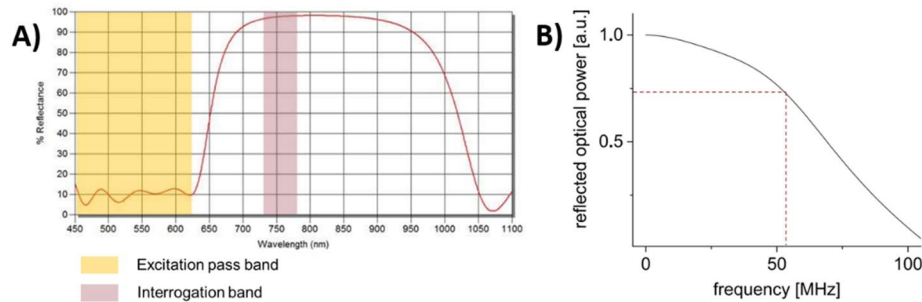 A)
% Reflectance
100
90
80
70
60
50
40
30
20
10
0
450 500 550 600 650 700 750 800 850 900 950 1000 1050 1100
Wavelength (nm)
Excitation pass band
Interrogation band
B)
reflected optical power [a.u.]
1.0
0.5
0 50 100
frequency [MHz]